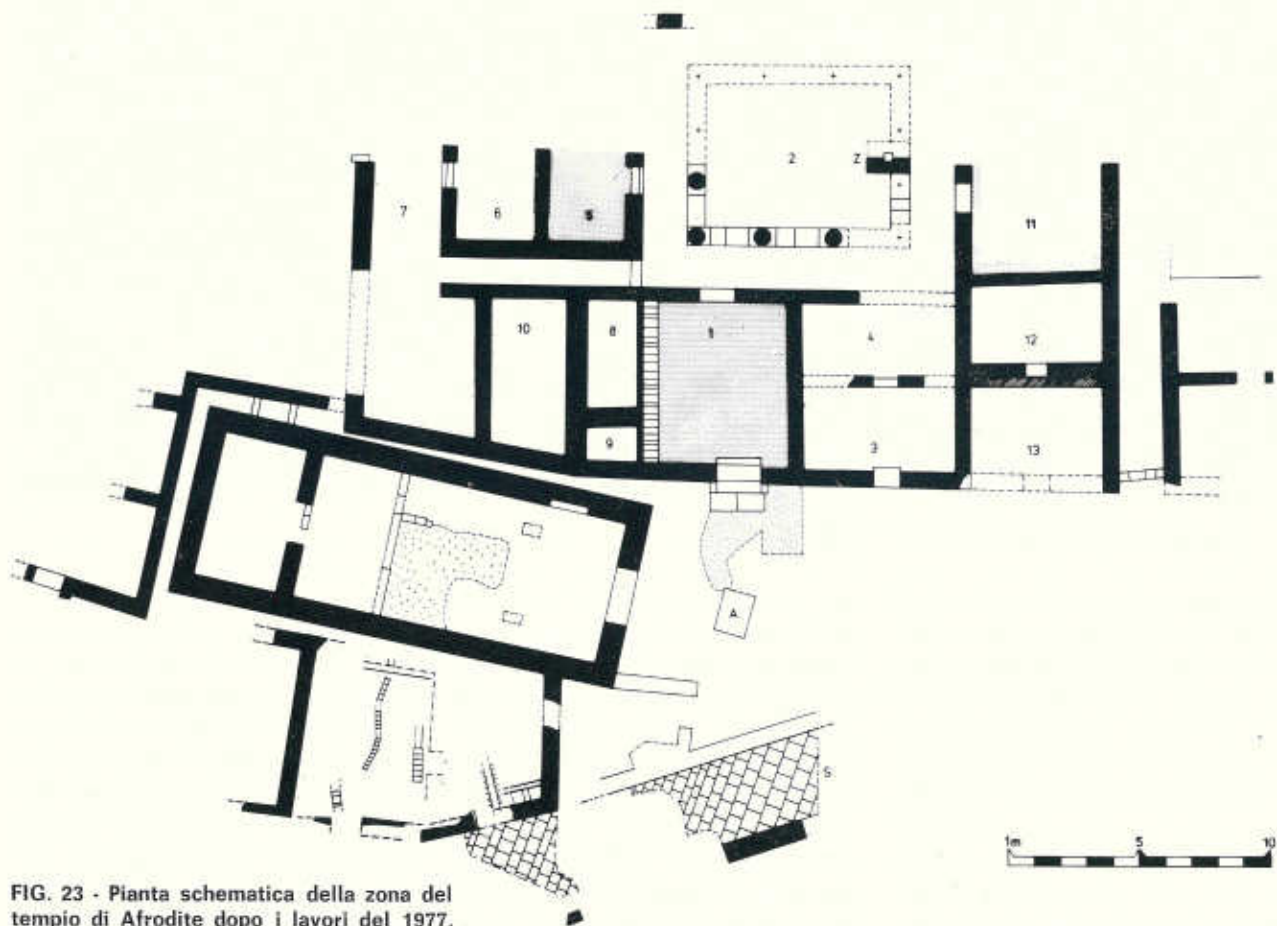 2
Z
7
6
5
11
10
8
1
4
12
9
3
13
A
S
1m 5 10
FIG. 23 - Pianta schematica della zona del
tempio di Afrodite dopo i lavori del 1977.